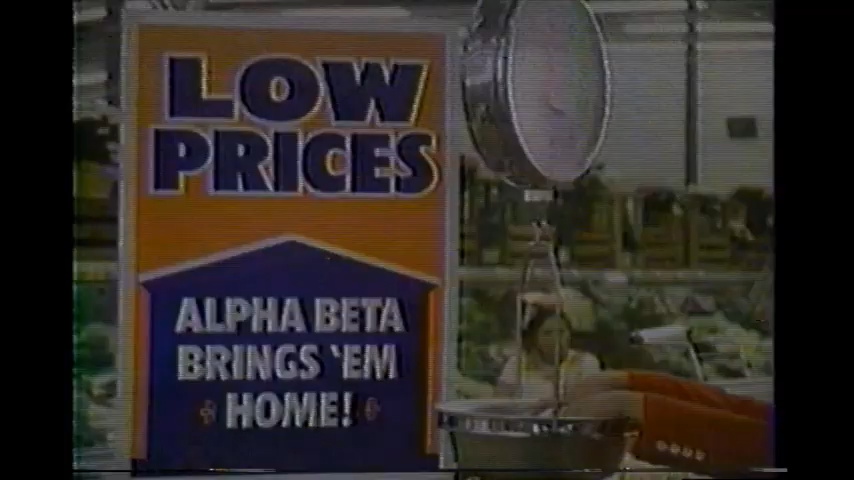 LOW
PRICES
ALPHA BETA
BRINGS 'EM
HOME!